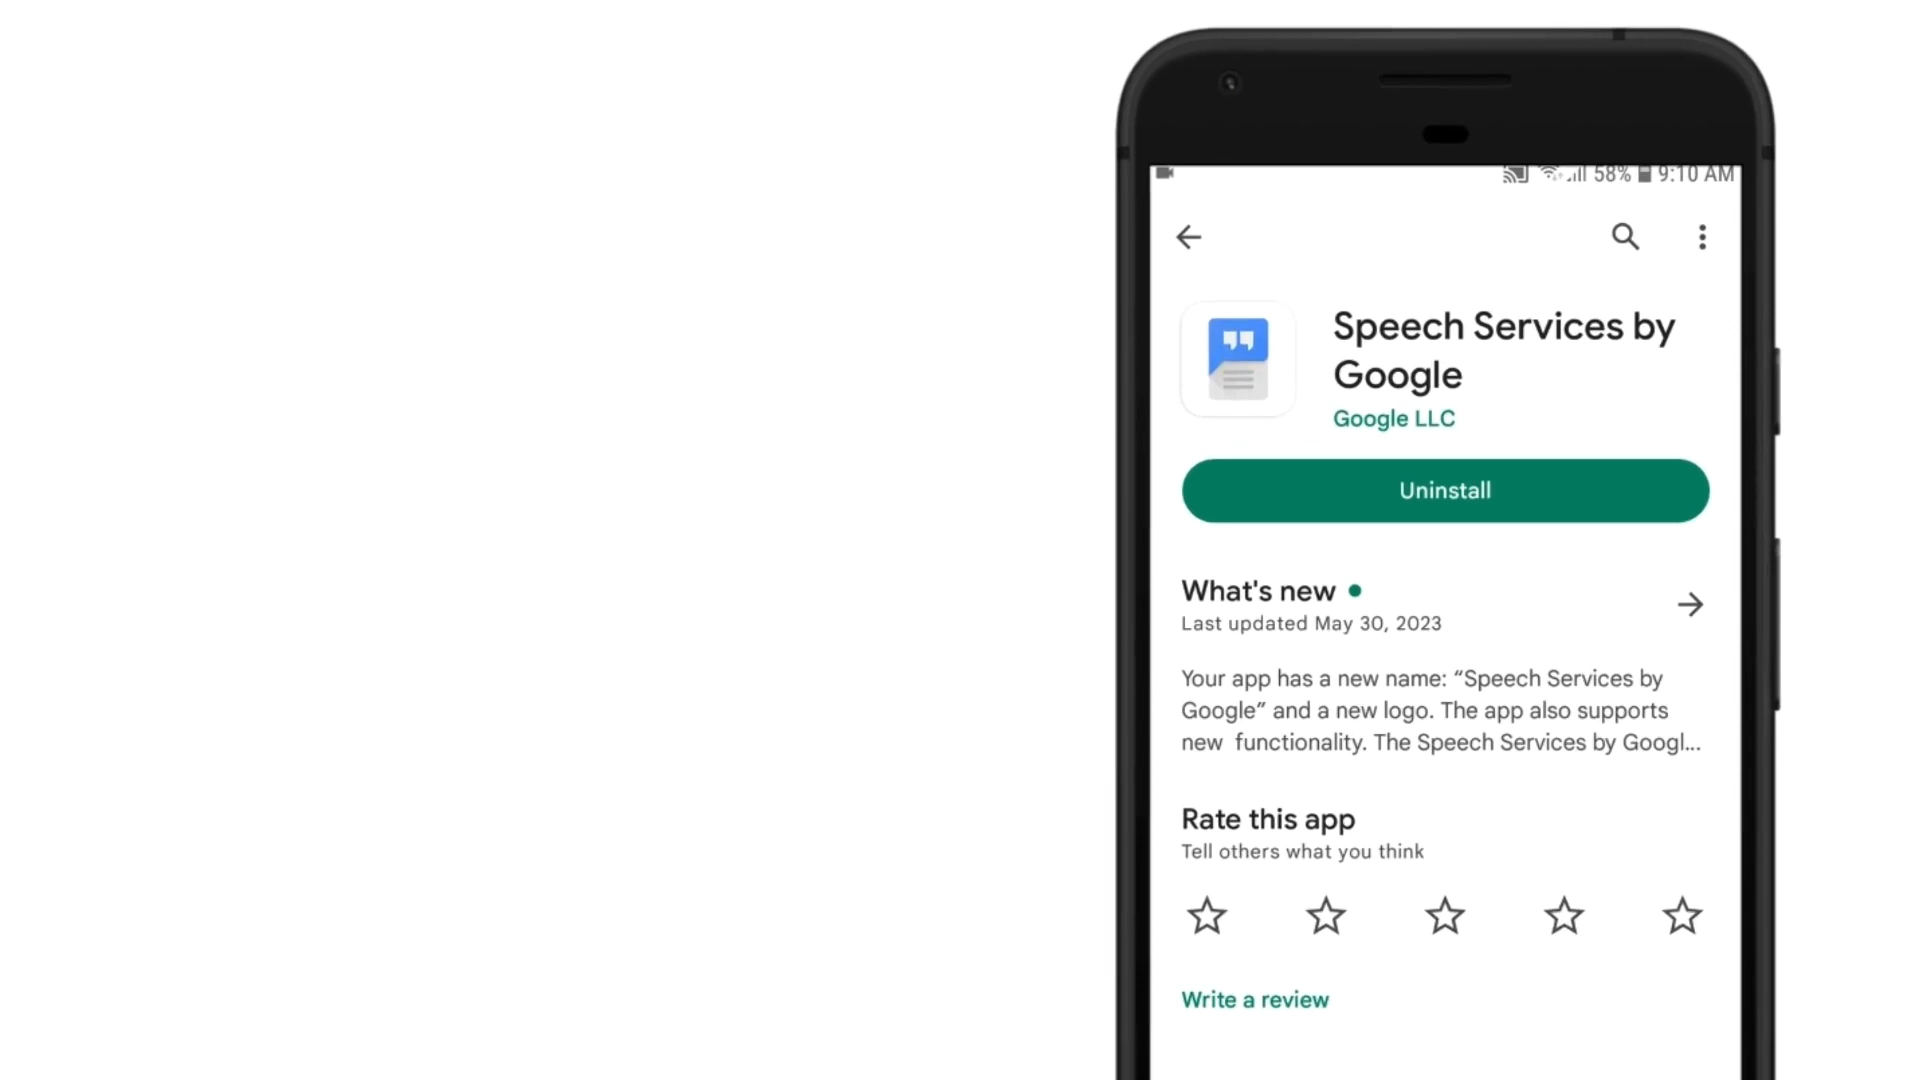 58% 9:10 AM
Speech Services by
Google
Google LLC
Uninstall
What's new
Last updated May 30, 2023
Your app has a new name: “Speech Services by
Google” and a new logo. The app also supports
new functionality. The Speech Services by Googl...
Rate this app
Tell others what you think
Write a review